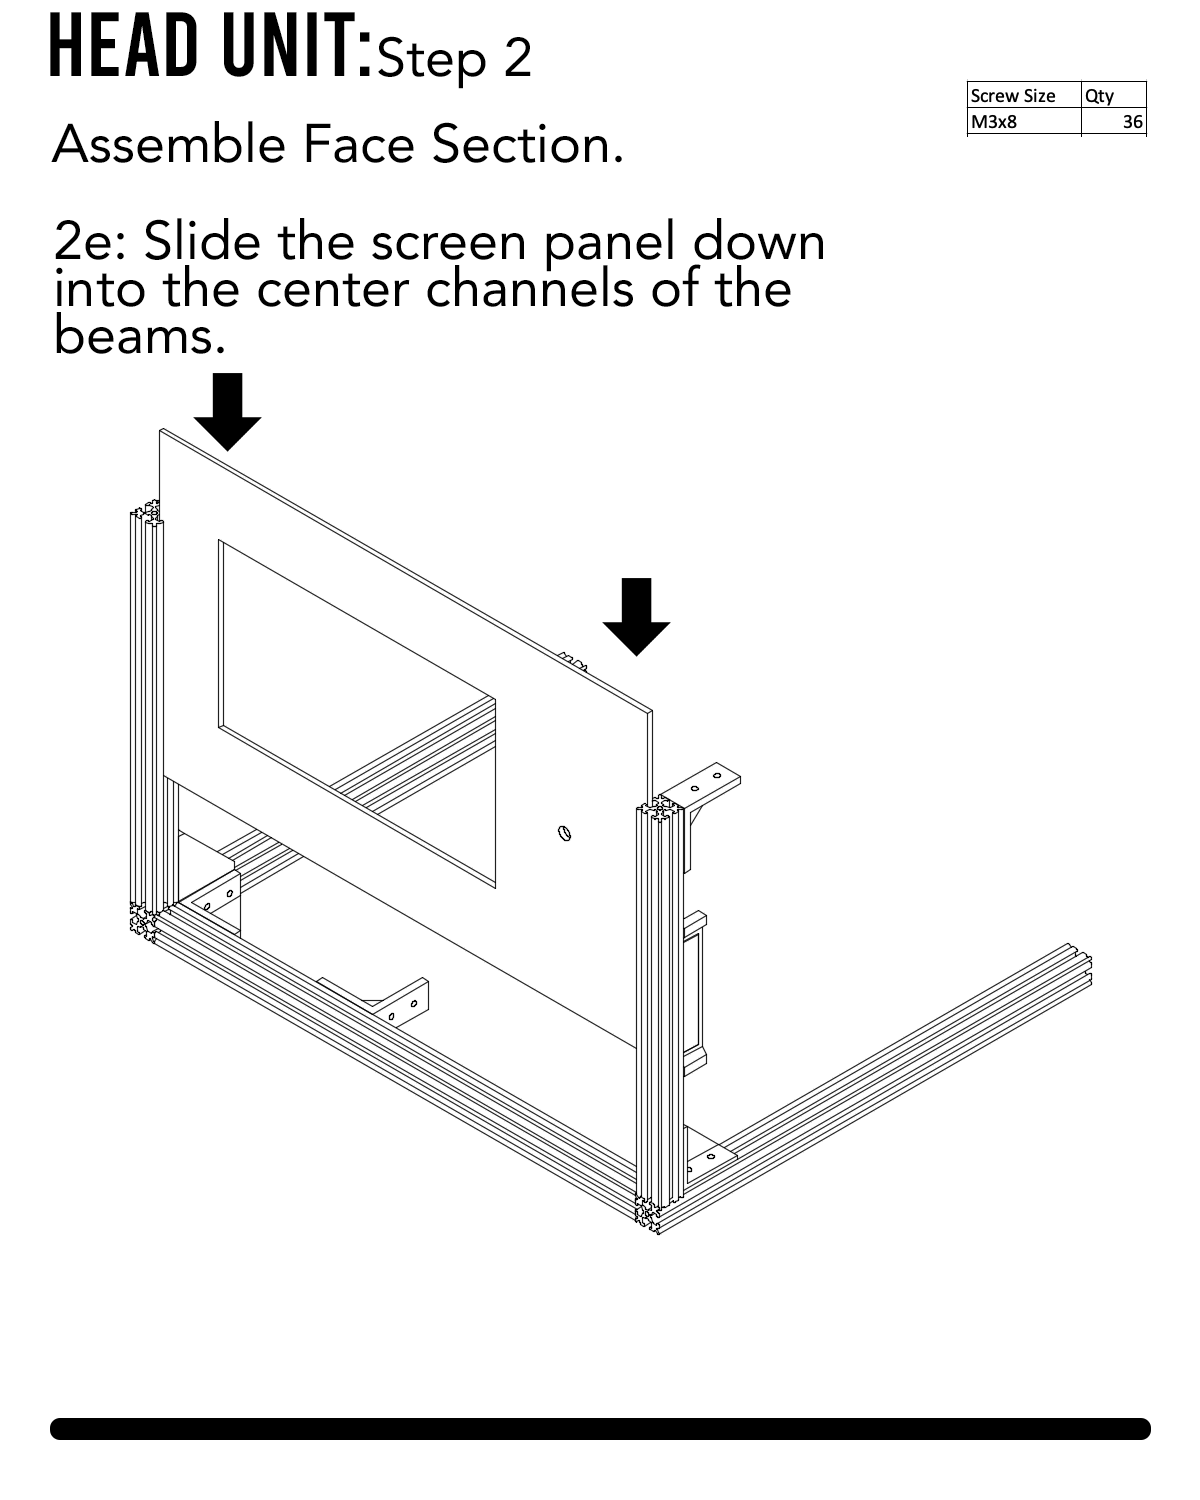 HEAD UNIT: Step 2
Screw Size Qty
M3x8 36
Assemble Face Section.
2e: Slide the screen panel down
into the center channels of the
beams.